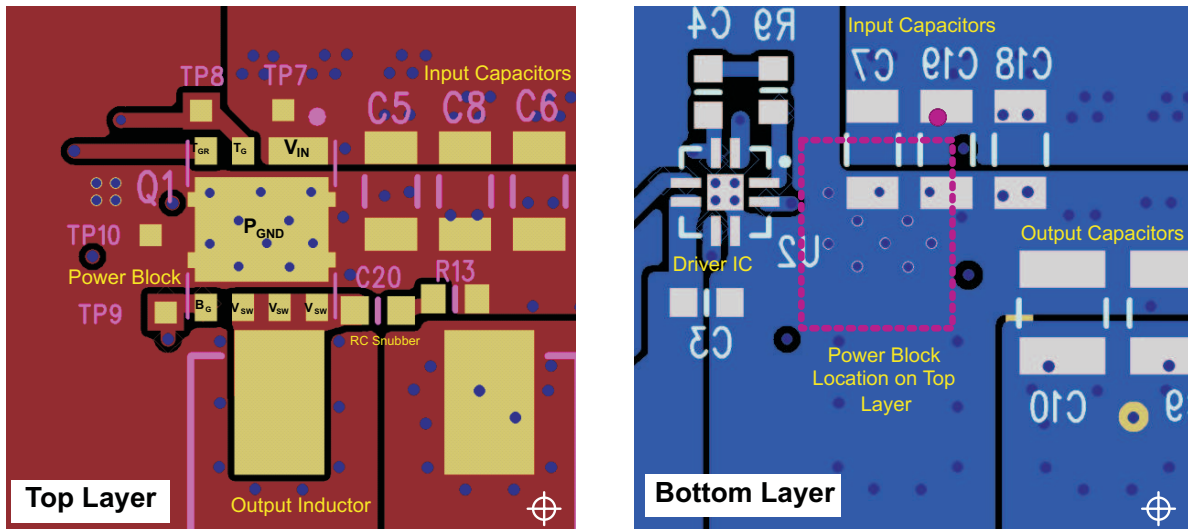 TP8
TP7
Input Capacitors
C5
C8
C6
TGR
TG
VIN
Q1
PGND
TP10
Power Block
C20
R13
TP9
BG
VSW
VSW
VSW
RC Snubber
Output Inductor
Top Layer
C4
R9
Input Capacitors
C7
C19
C18
U2
Driver IC
Output Capacitors
C3
Power Block
Location on Top
Layer
C10
C9
Bottom Layer